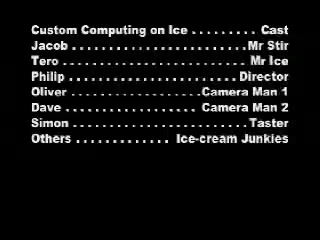 Custom Computing on Ice . . . . . . . . . Cast
Jacob . . . . . . . . . . . . . . . . . . . . . . . . Mr Stir
Tero . . . . . . . . . . . . . . . . . . . . . . . . . Mr Ice
Philip . . . . . . . . . . . . . . . . . . . . . . . Director
Oliver . . . . . . . . . . . . . . . . . . Camera Man 1
Dave . . . . . . . . . . . . . . . . . . Camera Man 2
Simon . . . . . . . . . . . . . . . . . . . . . . . . Taster
Others . . . . . . . . . . . . . Ice-cream Junkies